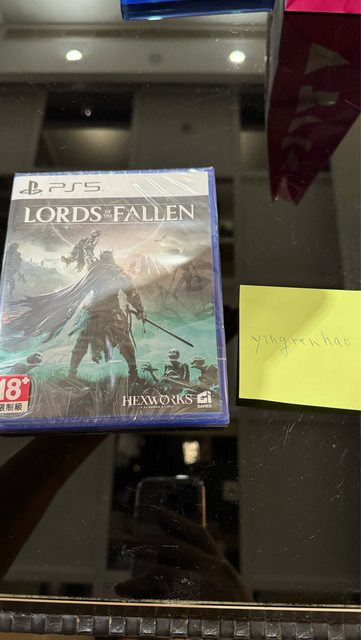 PS5
LORDS OF THE FALLEN
18+
限制級
HEXWORKS
CI
GAMES
yingrenhao